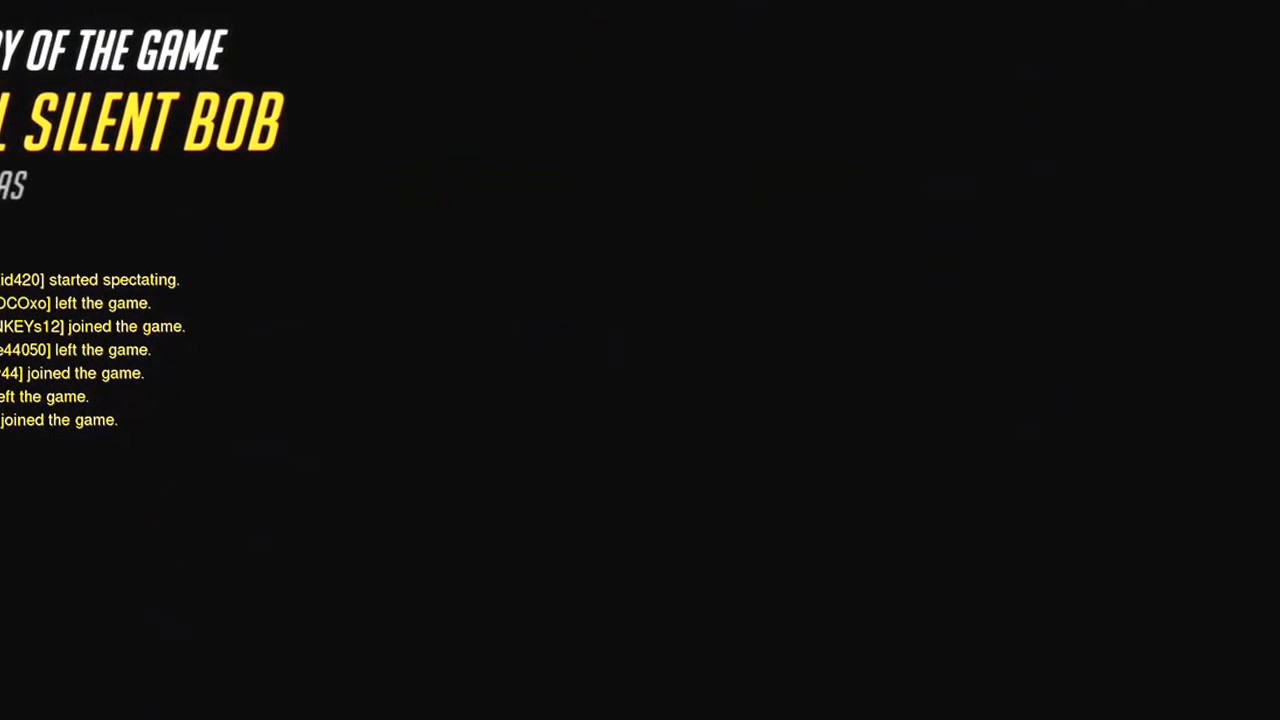 Y OF THE GAME
L SILENT BOB
AS
id420] started spectating.
OCOxo] left the game.
NKEYs12] joined the game.
e44050] left the game.
44] joined the game.
eft the game.
joined the game.